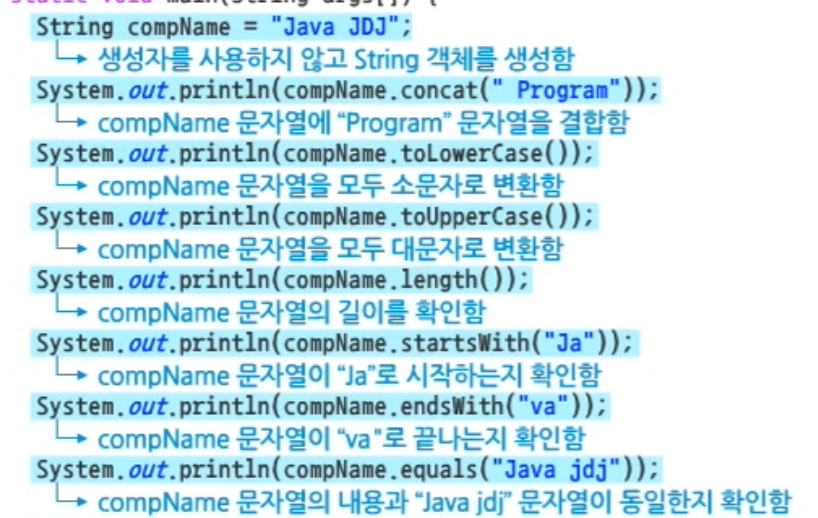 static void main(String args[]) {
String compName = "Java JDJ";
생성자를 사용하지 않고 String 객체를 생성함
System.out.println(compName.concat(" Program"));
compName 문자열에 “Program” 문자열을 결합함
System.out.println(compName.toLowerCase());
compName 문자열을 모두 소문자로 변환함
System.out.println(compName.toUpperCase());
compName 문자열을 모두 대문자로 변환함
System.out.println(compName.length());
compName 문자열의 길이를 확인함
System.out.println(compName.startsWith("Ja"));
compName 문자열이 “Ja”로 시작하는지 확인함
System.out.println(compName.endsWith("va"));
compName 문자열이 “va”로 끝나는지 확인함
System.out.println(compName.equals("Java jdj"));
compName 문자열의 내용과 “Java jdj” 문자열이 동일한지 확인함